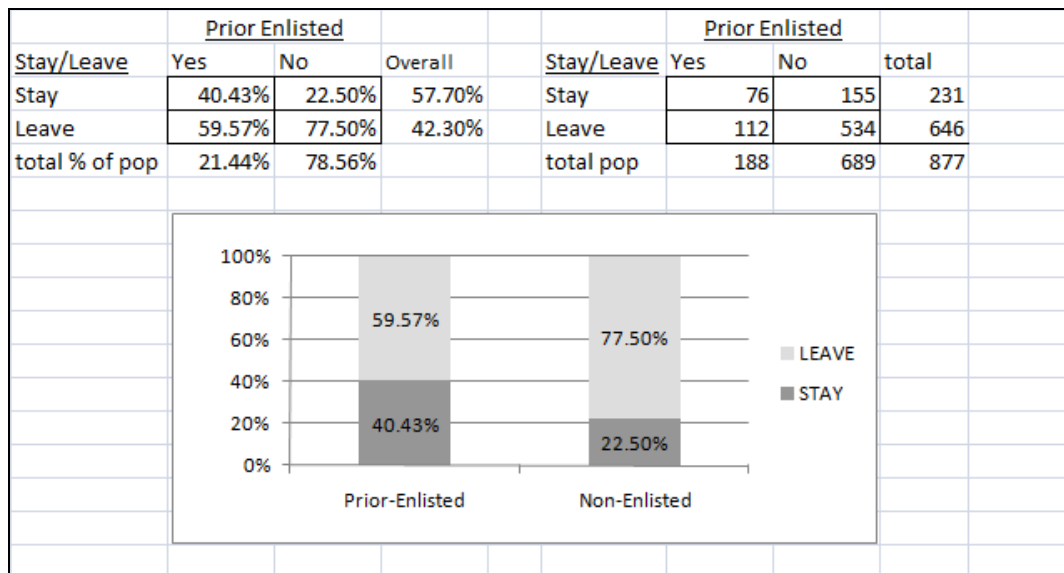 Prior Enlisted Prior Enlisted
Stay/Leave Yes No Overall Stay/Leave Yes No total
Stay 40.43% 22.50% 57.70% Stay 76 155 231
Leave 59.57% 77.50% 42.30% Leave 112 534 646
total % of pop 21.44% 78.56% total pop 188 689 877
100%
80%
59.57%
60% 77.50%
LEAVE
40%
STAY
20% 40.43%
22.50%
0%
Prior-Enlisted Non-Enlisted